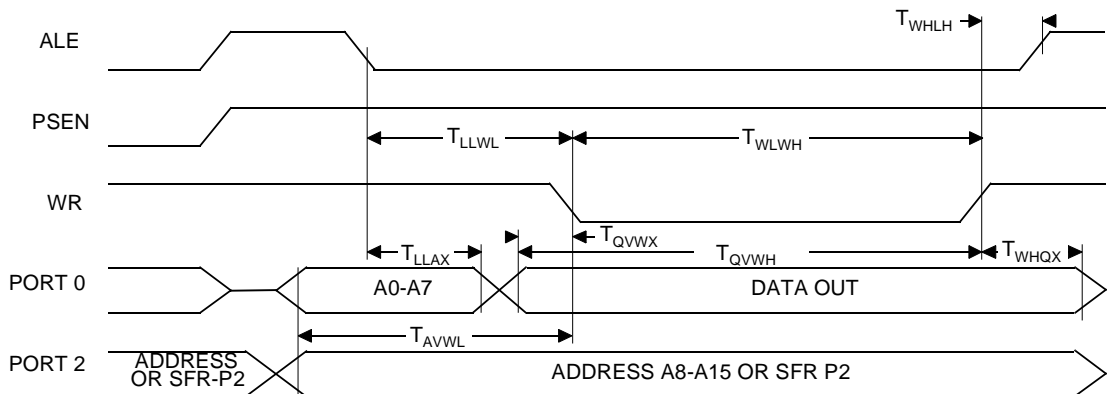 T_WHLH
ALE
PSEN
T_LLWL
T_WLWH
WR
T_QVWX
T_LLAX
T_QVWH
T_WHQX
PORT 0
A0-A7
DATA OUT
T_AVWL
PORT 2
ADDRESS
OR SFR-P2
ADDRESS A8-A15 OR SFR P2